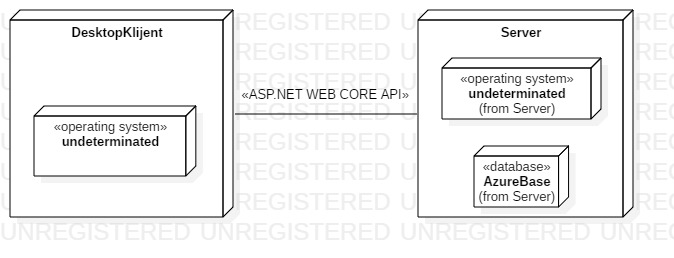 DesktopKlijent
«operating system»
undeterminated
«ASP.NET WEB CORE API»
Server
«operating system»
undeterminated
(from Server)
«database»
AzureBase
(from Server)
UNREGISTERED UNREGISTERED UNREGISTERED UNREGISTERED